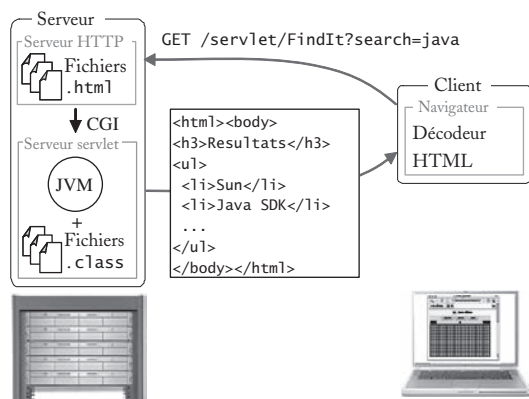 Serveur
Serveur HTTP
Fichiers
.html
CGI
Serveur servlet
JVM
+
Fichiers
.class
GET /servlet/FindIt?search=java
<html><body>
<h3>Resultats</h3>
<ul>
<li>Sun</li>
<li>Java SDK</li>
...
</ul>
</body></html>
Client
Navigateur
Décodeur
HTML